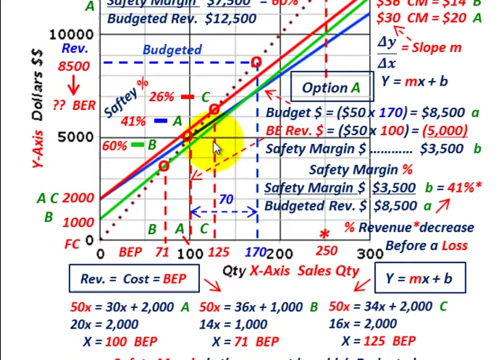 A Safety Margin $ $7,500 = 60% $36 CM = $14 B
Budgeted Rev. $ $12,500 $30 CM = $20 A
10000
Rev. Budgeted
8500
?? BER
Y-Axis Dollars $$
Saftey %
26% C
41% A
60% B
5000
A C 2000
B 1000
FC 0
Δy
Δx = Slope m
Y = mx + b
Option A
Budget $ = ($50 x 170) = $8,500 a
BE Rev. $ = ($50 x 100) = (5,000)
Safety Margin $ ............ $3,500 b
Safety Margin %
Safety Margin $ $3,500 b = 41%*
Budgeted Rev. $ $8,500 a
% Revenue*decrease
Before a Loss
70
B A C *
0 BEP 71 100 125 170 200 250 300
Qty X-Axis Sales Qty
Rev. = Cost = BEP
Y = mx + b
50x = 30x + 2,000 A 50x = 36x + 1,000 B 50x = 34x + 2,000 C
20x = 2,000 14x = 1,000 16x = 2,000
X = 100 BEP X = 71 BEP X = 125 BEP